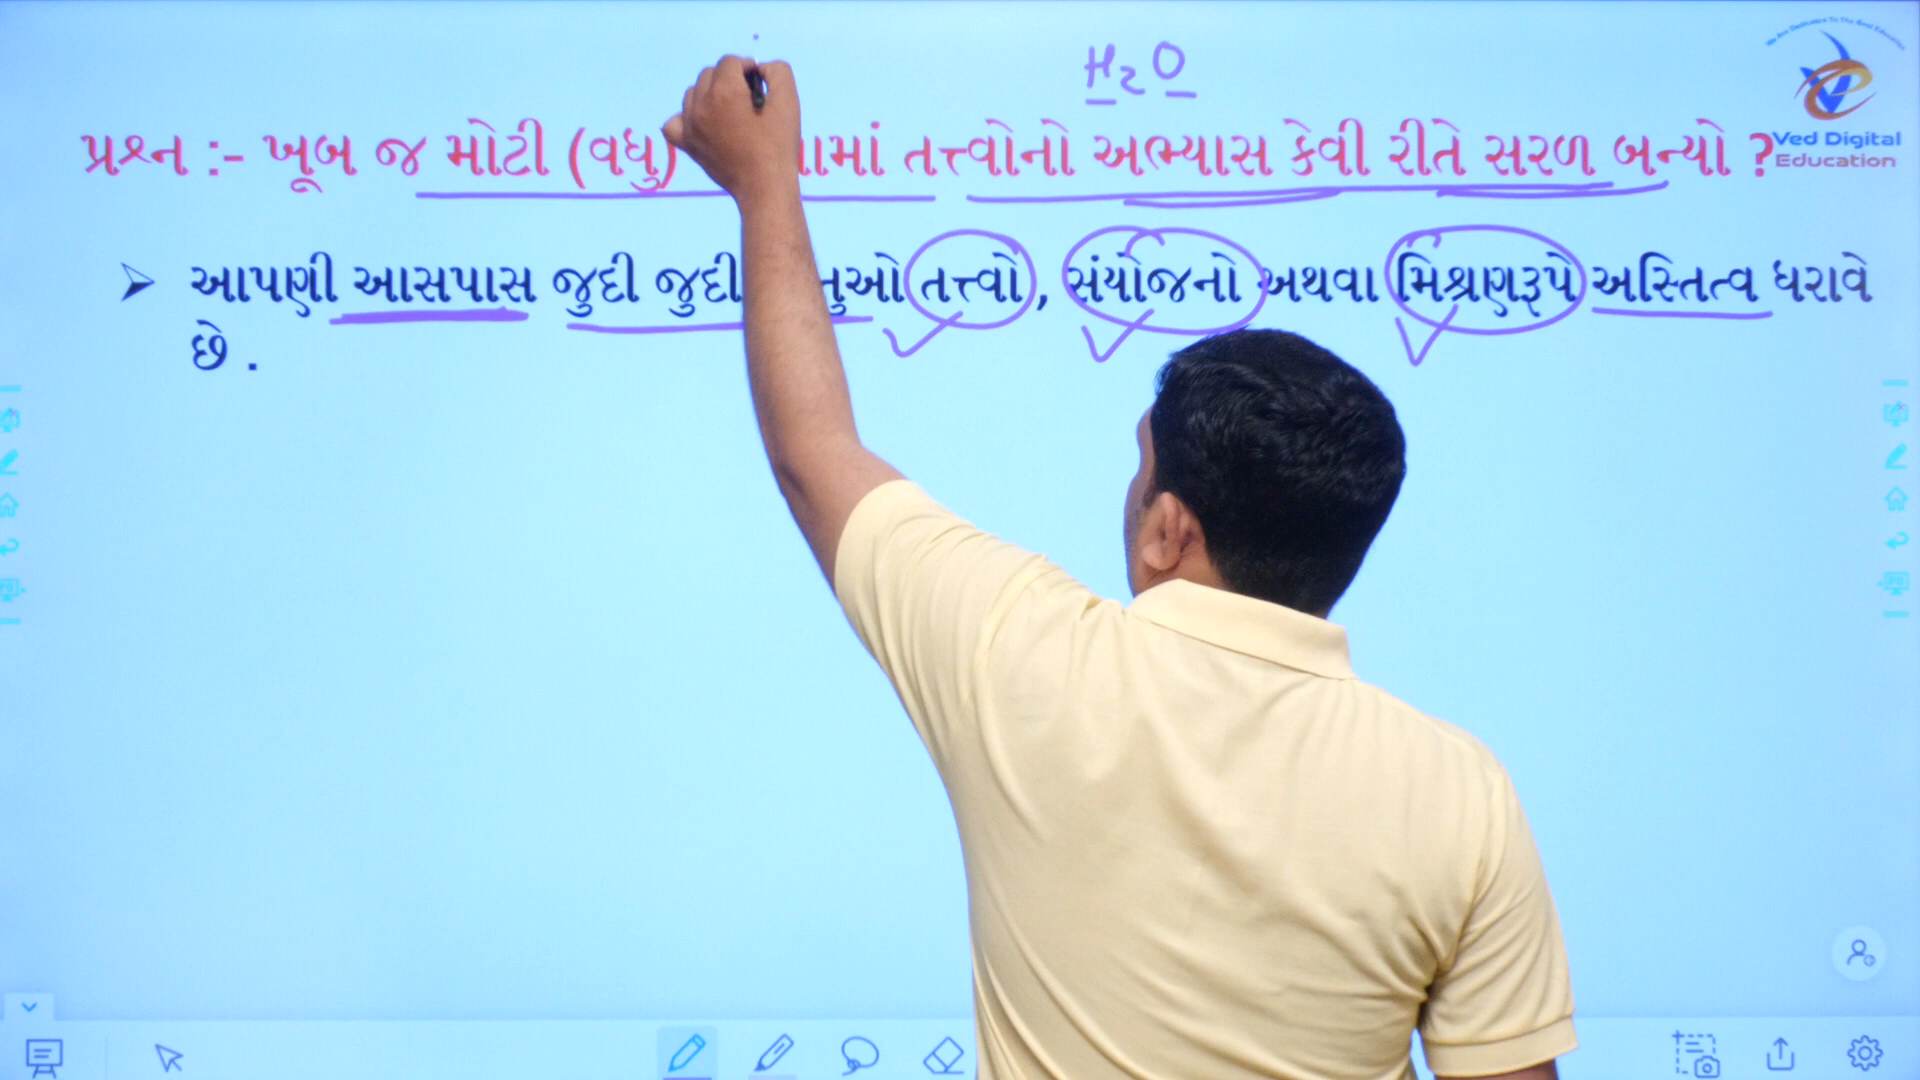 H2O
પ્રશ્ન :- ખૂબ જ મોટી (વધુ) તત્ત્વોનો અભ્યાસ કેવી રીતે સરળ બન્યો ?
Ved Digital
Education
➢ આપણી આસપાસ જુદી જુદી તત્ત્વો, સંયોજનો અથવા મિશ્રણરૂપે અસ્તિત્વ ધરાવે
છે .